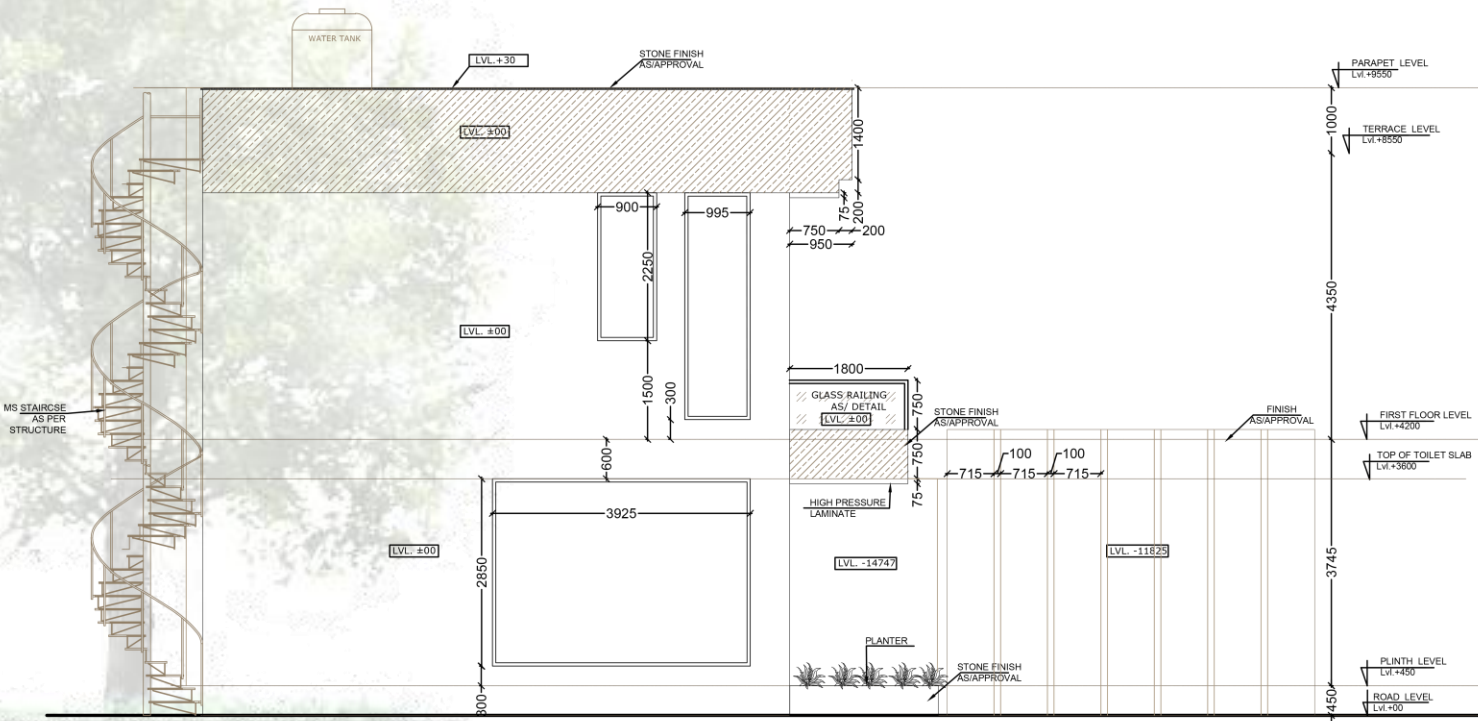 WATER TANK
LVL.+30
STONE FINISH
AS/APPROVAL
PARAPET LEVEL
Lvl.+9550
LVL. ±00
1400
1000
TERRACE LEVEL
Lvl.+8550
900
995
75
200
750
200
950
2250
LVL. ±00
4350
1800
1500
300
GLASS RAILING
AS/ DETAIL
LVL. ±00
750
STONE FINISH
AS/APPROVAL
FINISH
AS/APPROVAL
MS STAIRCSE
AS PER
STRUCTURE
FIRST FLOOR LEVEL
Lvl.+4200
600
750
100
100
715
715
715
TOP OF TOILET SLAB
Lvl.+3600
75
HIGH PRESSURE
LAMINATE
3925
LVL. ±00
LVL. -14747
LVL. -11825
2850
3745
PLANTER
STONE FINISH
AS/APPROVAL
PLINTH LEVEL
Lvl.+450
450
ROAD LEVEL
Lvl.+00